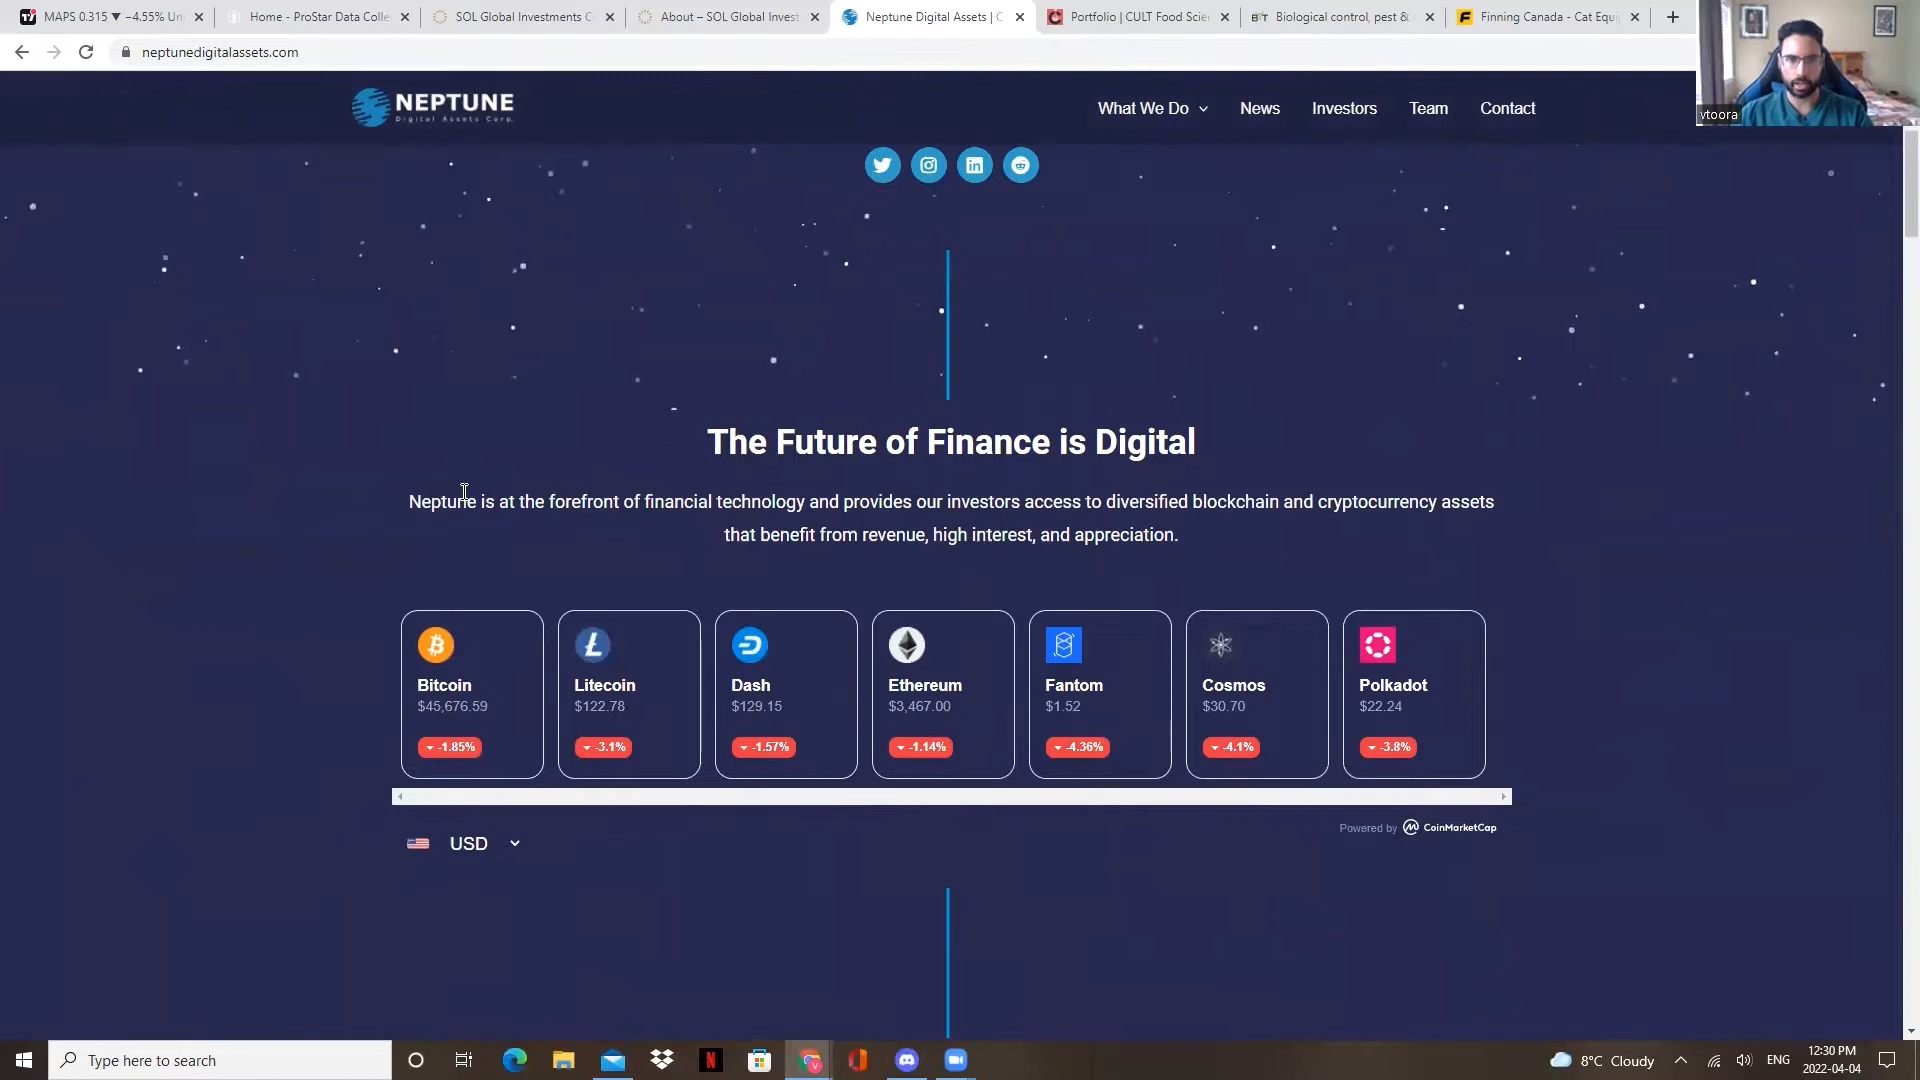 MAPS 0.315 ▼ −4.55% Un
Home - ProStar Data Colle
SOL Global Investments C
About – SOL Global Invest
Neptune Digital Assets | C
Portfolio | CULT Food Scie
Biological control, pest &
Finning Canada - Cat Equi
neptunedigitalassets.com
NEPTUNE
Digital Assets Corp.
What We Do
News
Investors
Team
Contact
vtoora
The Future of Finance is Digital
Neptune is at the forefront of financial technology and provides our investors access to diversified blockchain and cryptocurrency assets
that benefit from revenue, high interest, and appreciation.
Bitcoin
$45,676.59
-1.85%
Litecoin
$122.78
-3.1%
Dash
$129.15
-1.57%
Ethereum
$3,467.00
-1.14%
Fantom
$1.52
-4.36%
Cosmos
$30.70
-4.1%
Polkadot
$22.24
-3.8%
Powered by CoinMarketCap
USD
Type here to search
8°C Cloudy
ENG
12:30 PM
2022-04-04